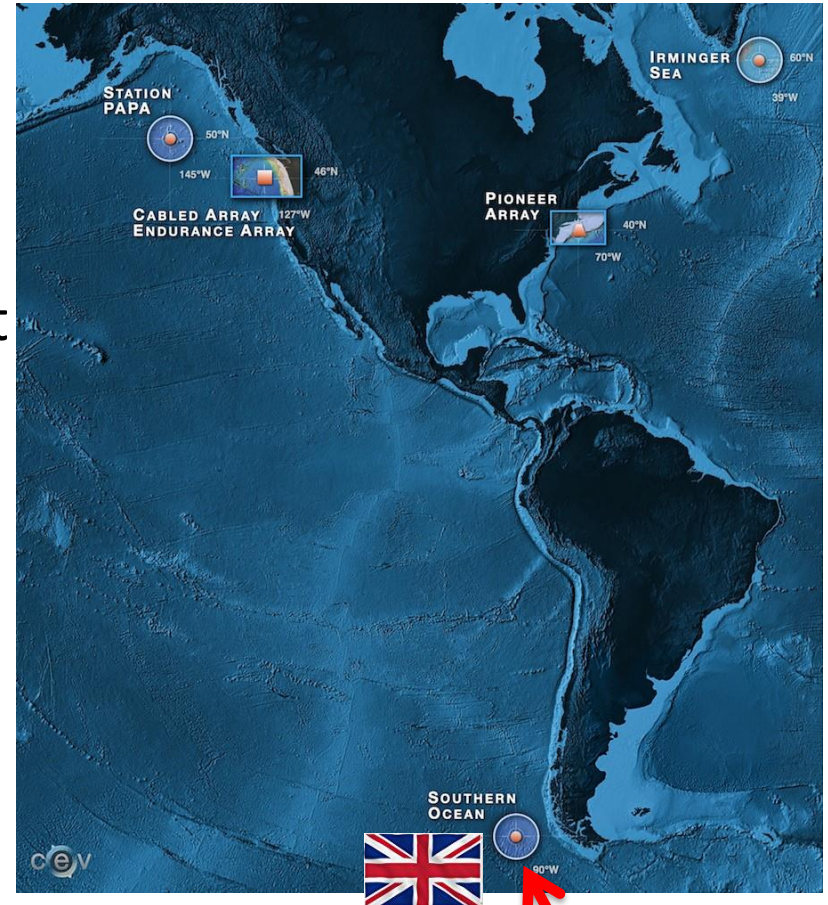 IRMINGER
SEA
60°N
39°W
STATION
PAPA
50°N
145°W
46°N
127°W
CABLED ARRAY
ENDURANCE ARRAY
PIONEER
ARRAY
40°N
70°W
t
SOUTHERN
OCEAN
90°W
cev